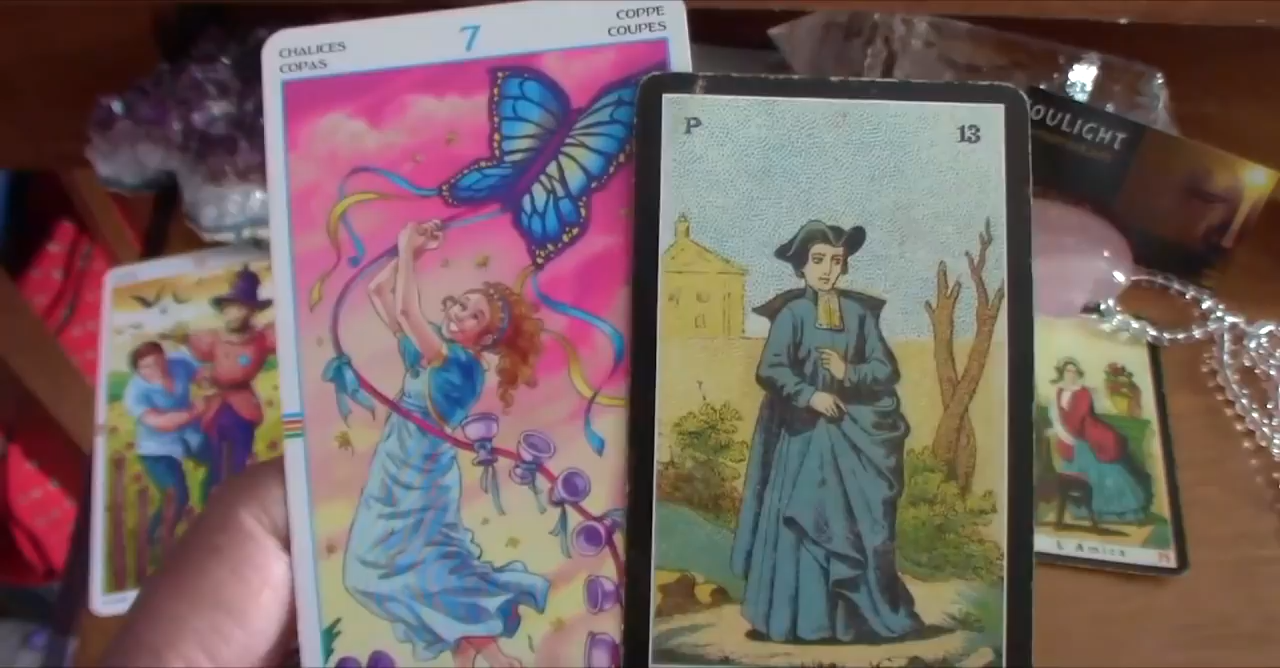 CHALICES
COPAS
7
COPPE
COUPES
P
13
OULIGHT
L'Amica